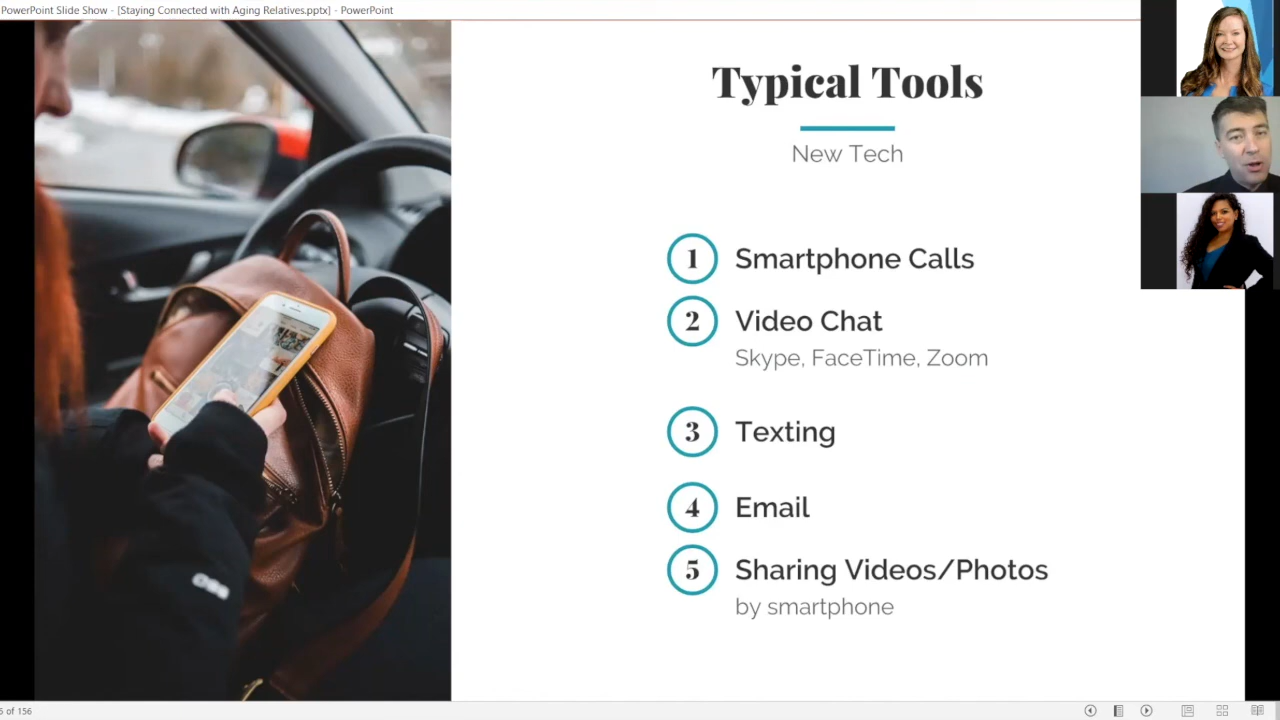 PowerPoint Slide Show - [Staying Connected with Aging Relatives.pptx] - PowerPoint
Typical Tools
New Tech
1 Smartphone Calls
2 Video Chat
Skype, FaceTime, Zoom
3 Texting
4 Email
5 Sharing Videos/Photos
by smartphone
of 156